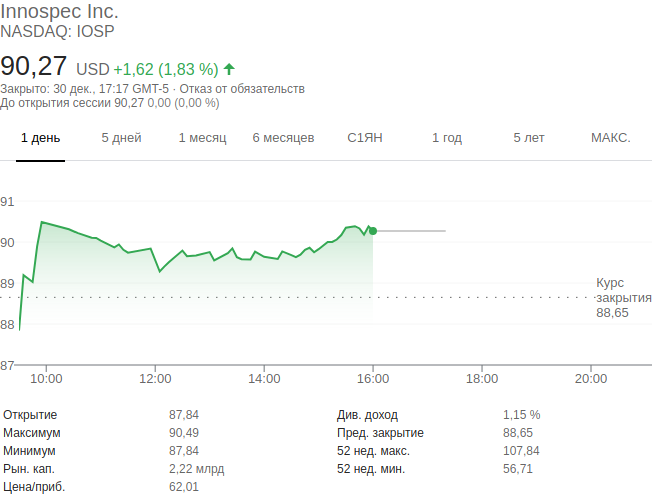 Innospec Inc.
NASDAQ: IOSP
90,27 USD +1,62 (1,83 %)
Закрыто: 30 дек., 17:17 GMT-5 · Отказ от обязательств
До открытия сессии 90,27 0,00 (0,00 %)
1 день 5 дней 1 месяц 6 месяцев С1ЯН 1 год 5 лет МАКС.
91
90
89
Курс
закрытия
88,65
88
87
10:00 12:00 14:00 16:00 18:00 20:00
Открытие 87,84 Див. доход 1,15 %
Максимум 90,49 Пред. закрытие 88,65
Минимум 87,84 52 нед. макс. 107,84
Рын. кап. 2,22 млрд 52 нед. мин. 56,71
Цена/приб. 62,01